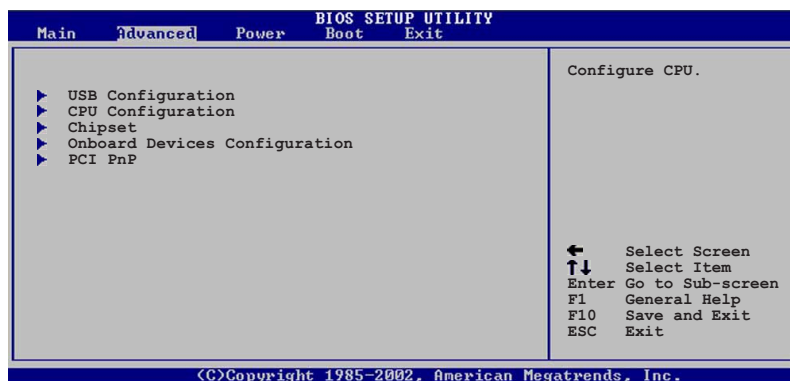 BIOS SETUP UTILITY
Main Advanced Power Boot Exit
USB Configuration
CPU Configuration
Chipset
Onboard Devices Configuration
PCI PnP
Configure CPU.
← Select Screen
↑↓ Select Item
Enter Go to Sub-screen
F1 General Help
F10 Save and Exit
ESC Exit
(C)Copyright 1985-2002, American Megatrends, Inc.